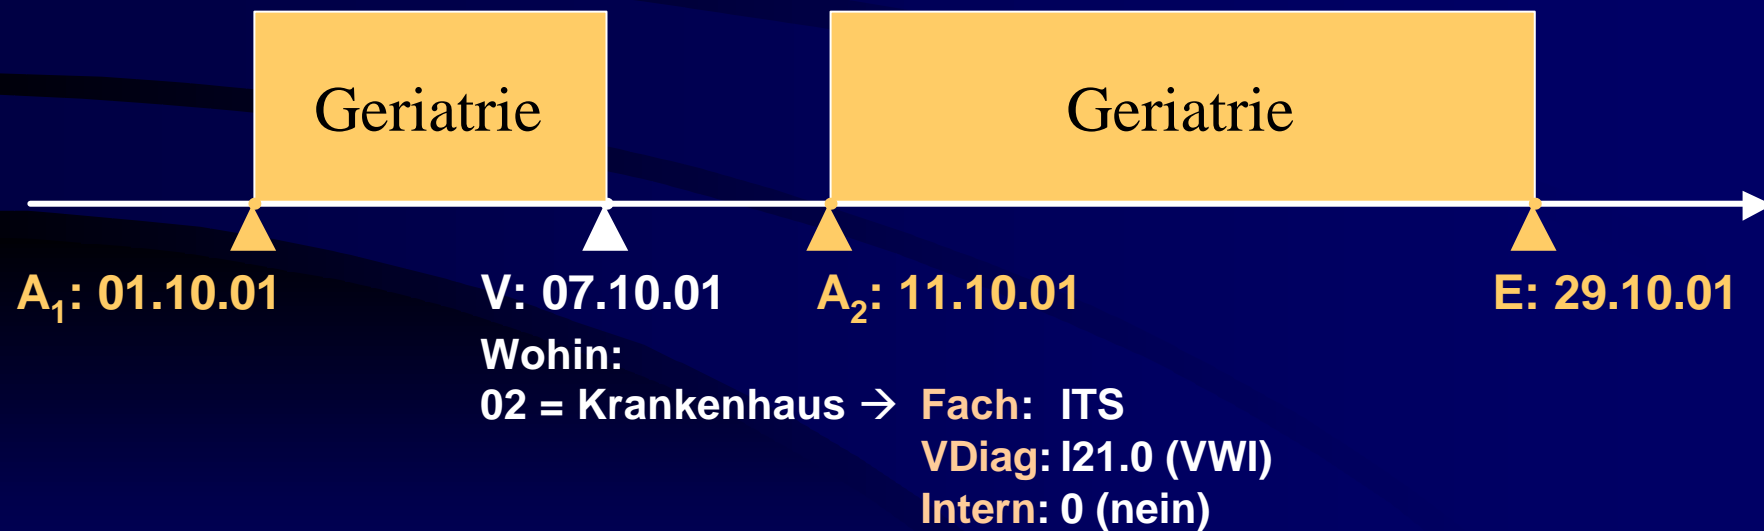 Geriatrie Geriatrie
A₁: 01.10.01 V: 07.10.01 A₂: 11.10.01 E: 29.10.01
Wohin:
02 = Krankenhaus → Fach: ITS
VDiag: I21.0 (VWI)
Intern: 0 (nein)